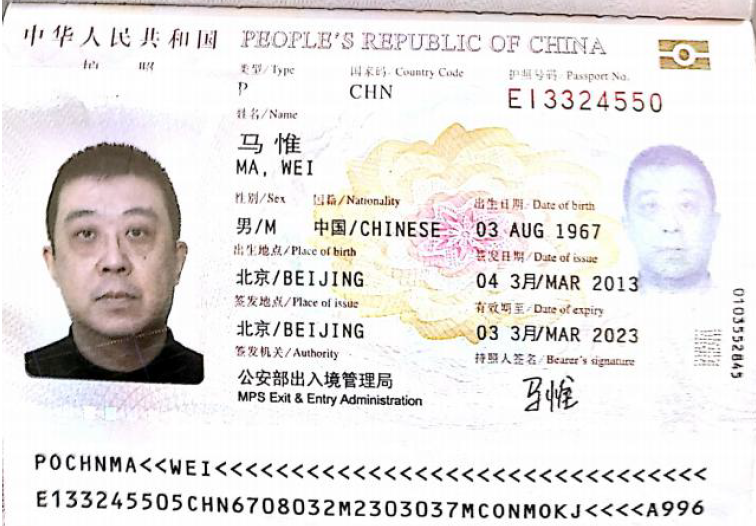 中华人民共和国 PEOPLE'S REPUBLIC OF CHINA
类型/Type 国家码/Country Code 护照号码/Passport No.
P CHN E13324550
姓名/Name
马惟
MA, WEI
性别/Sex 国籍/Nationality 出生日期/Date of birth
男/M 中国/CHINESE 03 AUG 1967
出生地点/Place of birth 签发日期/Date of issue
北京/BEIJING 04 3月/MAR 2013
签发地点/Place of issue 有效期至/Date of expiry
北京/BEIJING 03 3月/MAR 2023
签发机关/Authority 持照人签名/Bearer's signature
公安部出入境管理局
MPS Exit & Entry Administration
马惟
0103552845
POCHNMA<<WEI<<<<<<<<<<<<<<<<<<<<<<<<<<<<<<<<
E133245505CHN6708032M2303037MCONMOKJ<<<<A996